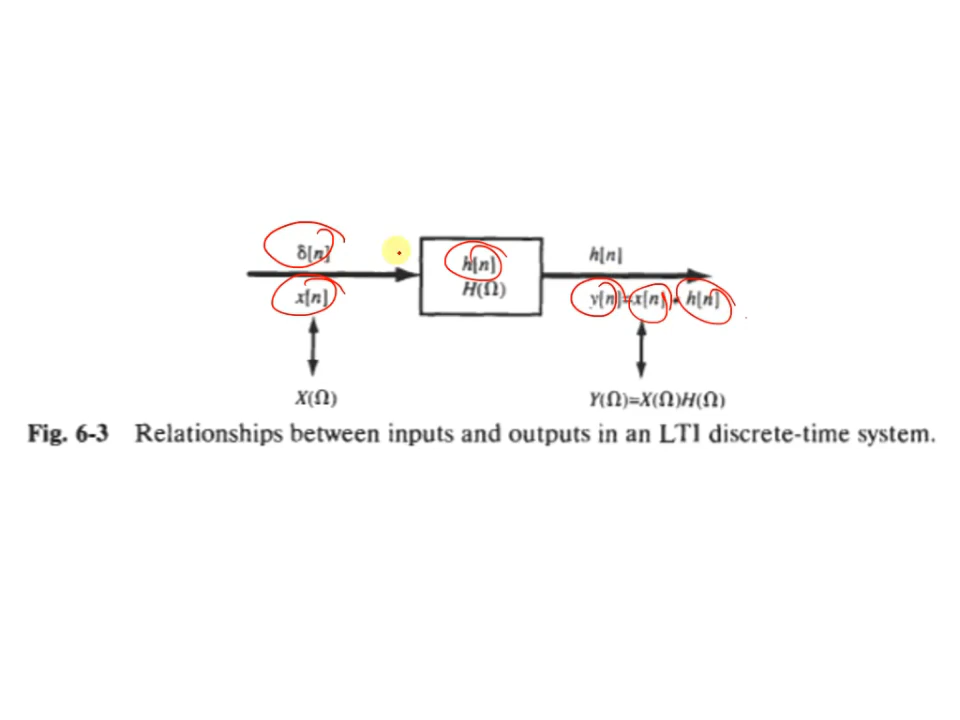 δ[n]
h[n]
h[n]
x[n]
H(Ω)
y[n]=x[n] * h[n]
X(Ω)
Y(Ω)=X(Ω)H(Ω)
Fig. 6-3 Relationships between inputs and outputs in an LTI discrete-time system.